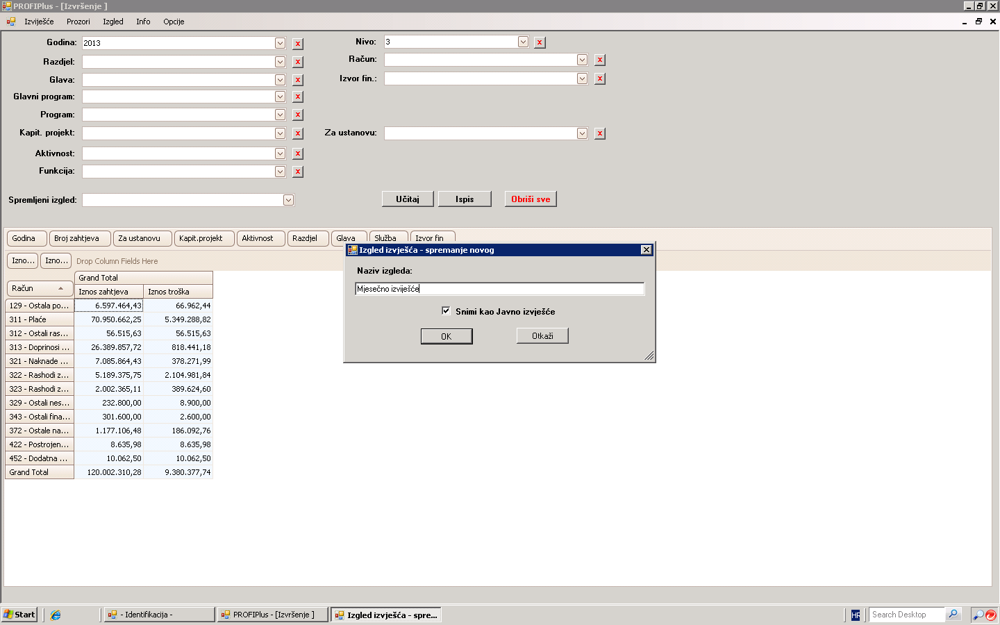 PROFIPlus - [Izvršenje ]
Izviješće Prozori Izgled Info Opcije
Godina: 2013 x Nivo: 3 x
Razdjel: x Račun: x
Glava: x Izvor fin.: x
Glavni program: x
Program: x
Kapit. projekt: x Za ustanovu: x
Aktivnost: x
Funkcija: x
Spremljeni izgled: Učitaj Ispis Obriši sve
Godina Broj zahtjeva Za ustanovu Kapit.projekt Aktivnost Razdjel Glava Služba Izvor fin
Izno... Izno... Drop Column Fields Here
Grand Total
Račun Iznos zahtjeva Iznos troška
129 - Ostala po... 6.597.464,43 66.962,44
311 - Plaće 70.950.662,25 5.349.288,82
312 - Ostali ras... 56.515,63 56.515,63
313 - Doprinosi ... 26.389.857,72 818.441,18
321 - Naknade ... 7.085.864,43 378.271,99
322 - Rashodi z... 5.189.375,75 2.104.981,84
323 - Rashodi z... 2.002.365,11 389.624,60
329 - Ostali nes... 232.800,00 8.900,00
343 - Ostali fina... 301.600,00 2.600,00
372 - Ostale na... 1.177.106,48 186.092,76
422 - Postrojen... 8.635,98 8.635,98
452 - Dodatna ... 10.062,50 10.062,50
Grand Total 120.002.310,28 9.380.377,74
Izgled izvješća - spremanje novog
Naziv izgleda:
Mjesečno izviješće
Snimi kao Javno izvješće
OK Otkaži
Start - Identifikacija - PROFIPlus - [Izvršenje ] Izgled izvješća - spre... HR Search Desktop